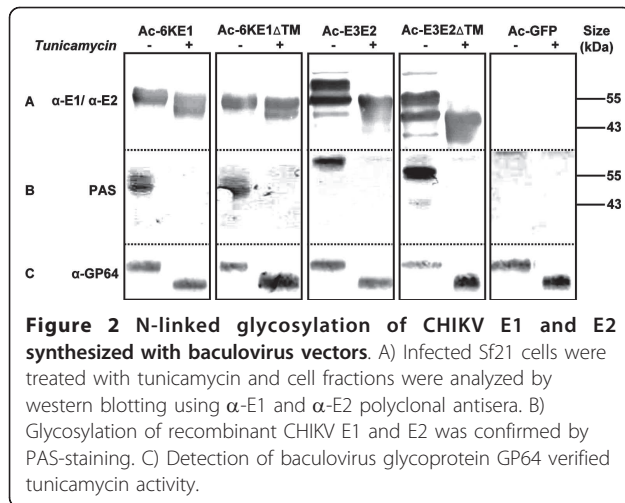 Ac-6KE1 Ac-6KE1ΔTM Ac-E3E2 Ac-E3E2ΔTM Ac-GFP Size (kDa)
Tunicamycin - + - + - + - + - +
A α-E1/ α-E2 55 43
B PAS 55 43
C α-GP64
Figure 2 N-linked glycosylation of CHIKV E1 and E2
synthesized with baculovirus vectors. A) Infected Sf21 cells were
treated with tunicamycin and cell fractions were analyzed by
western blotting using α-E1 and α-E2 polyclonal antisera. B)
Glycosylation of recombinant CHIKV E1 and E2 was confirmed by
PAS-staining. C) Detection of baculovirus glycoprotein GP64 verified
tunicamycin activity.